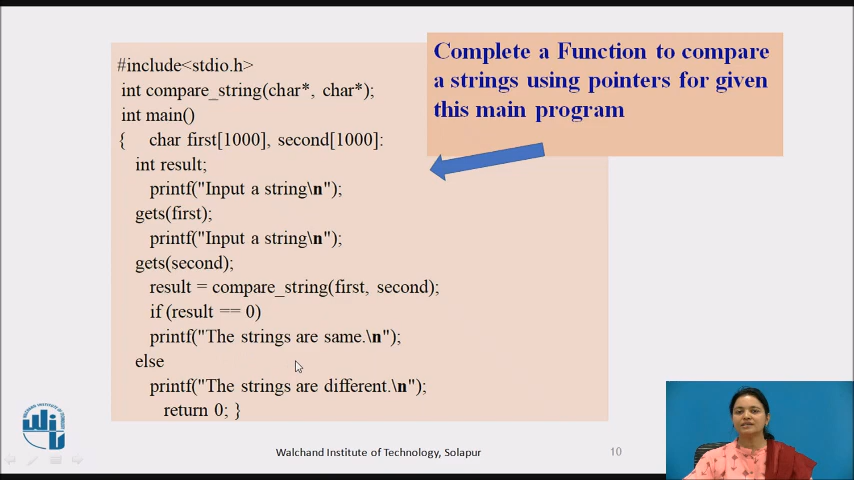 #include<stdio.h>
int compare_string(char*, char*);
int main()
{ char first[1000], second[1000]:
int result;
printf("Input a string\n");
gets(first);
printf("Input a string\n");
gets(second);
result = compare_string(first, second);
if (result == 0)
printf("The strings are same.\n");
else
printf("The strings are different.\n");
return 0; }
Complete a Function to compare
a strings using pointers for given
this main program
Walchand Institute of Technology, Solapur
10